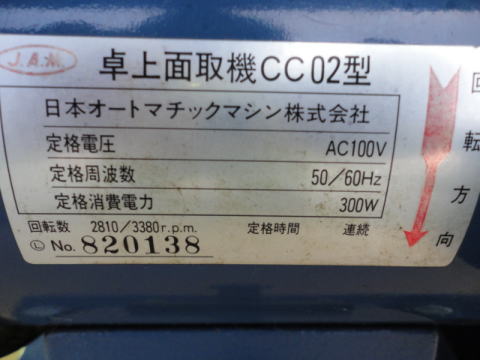 J.A.M. 卓上面取機CC02型
日本オートマチックマシン株式会社
定格電圧 AC100V
定格周波数 50/60Hz
定格消費電力 300W
回転数 2810/3380r.p.m. 定格時間 連続
Ⓛ No. 820138
回転方向